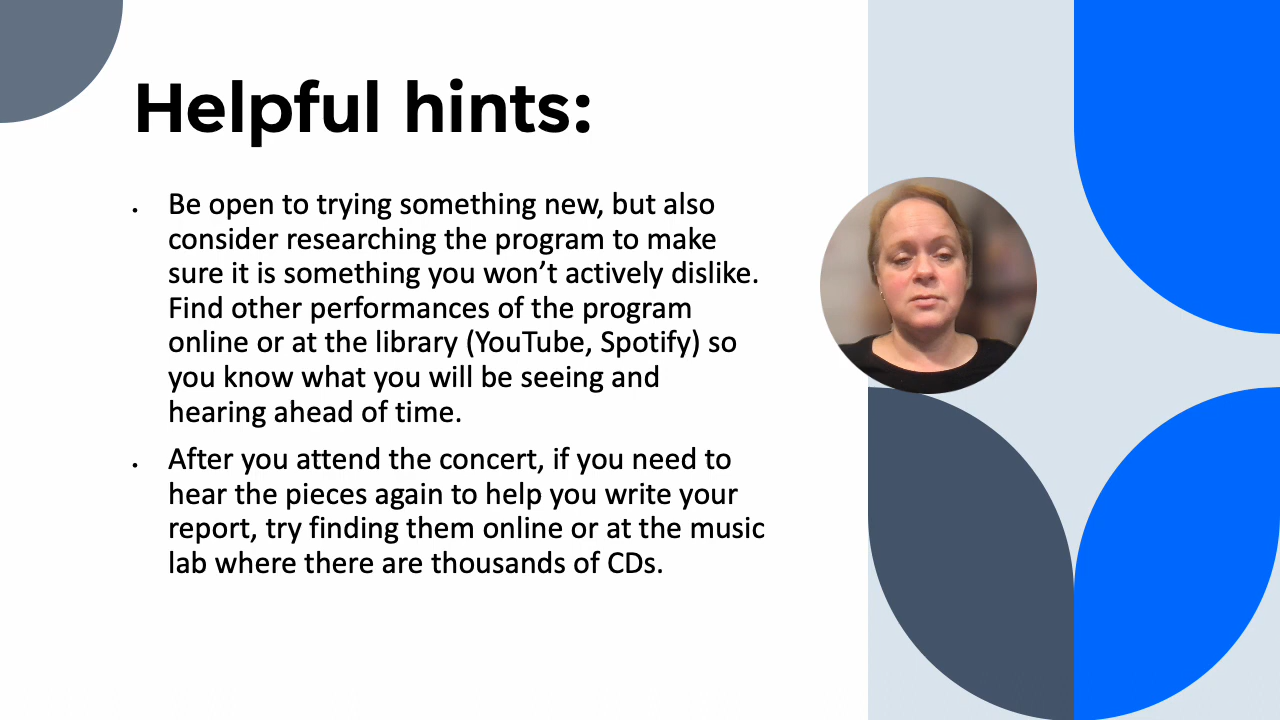 Helpful hints:
• Be open to trying something new, but also
consider researching the program to make
sure it is something you won’t actively dislike.
Find other performances of the program
online or at the library (YouTube, Spotify) so
you know what you will be seeing and
hearing ahead of time.
• After you attend the concert, if you need to
hear the pieces again to help you write your
report, try finding them online or at the music
lab where there are thousands of CDs.